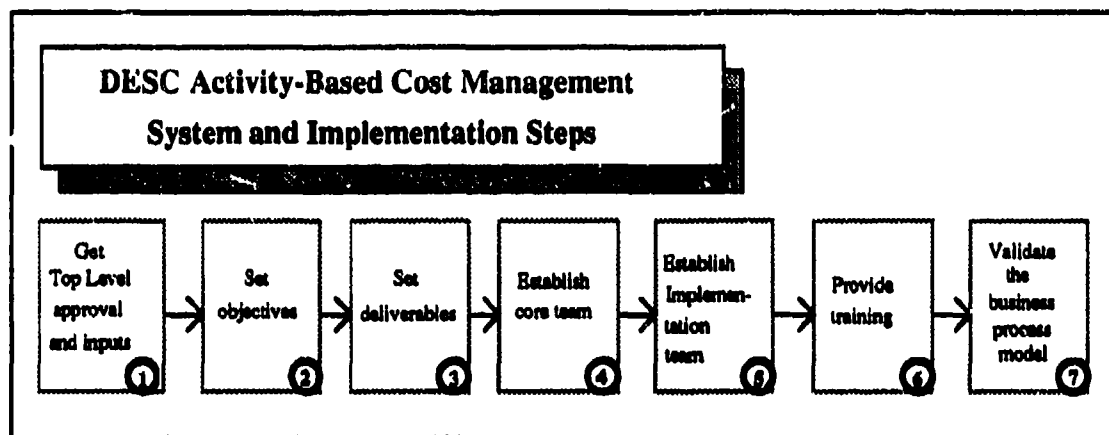 DESC Activity-Based Cost Management
System and Implementation Steps
Get
Top Level
approval
and inputs
1
Set
objectives
2
Set
deliverables
3
Establish
core team
4
Establish
Implemen-
tation
team
5
Provide
training
6
Validate
the
business
process
model
7